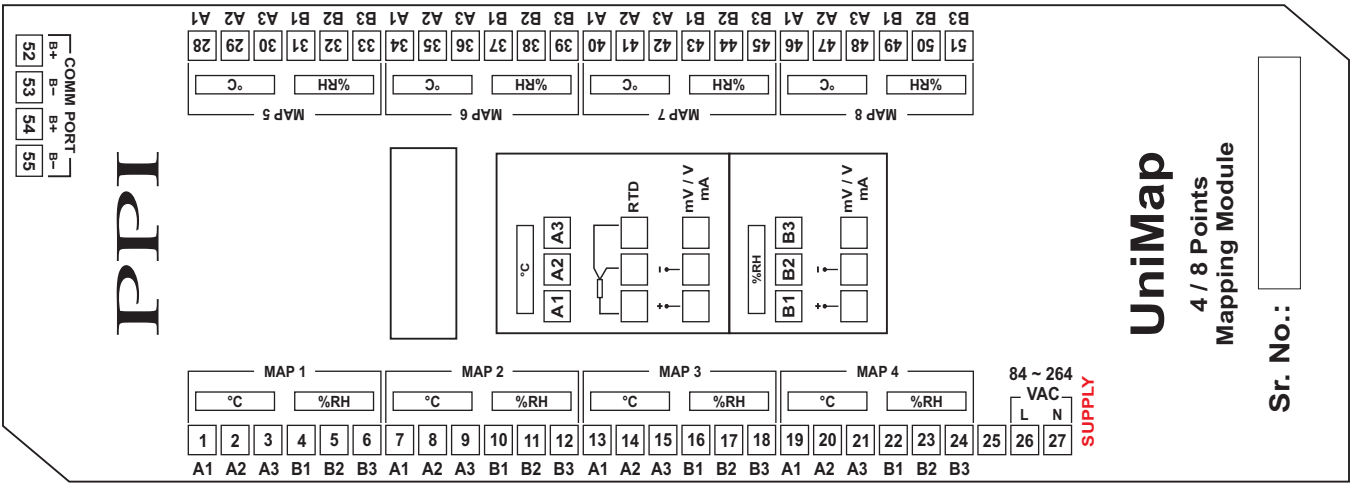 A1 A2 A3 B1 B2 B3 A1 A2 A3 B1 B2 B3 A1 A2 A3 B1 B2 B3 A1 A2 A3 B1 B2 B3
28 29 30 31 32 33 34 35 36 37 38 39 40 41 42 43 44 45 46 47 48 49 50 51
°C %RH °C %RH °C %RH °C %RH
MAP 5 MAP 6 MAP 7 MAP 8
COMM PORT
B+ B− B+ B−
52 53 54 55
PPI
°C
A1 A2 A3
RTD
+ -
mV / V
mA
%RH
B1 B2 B3
+ -
mV / V
mA
UniMap
4 / 8 Points
Mapping Module
Sr. No.:
MAP 1 MAP 2 MAP 3 MAP 4
°C %RH °C %RH °C %RH °C %RH
84 ~ 264
VAC
L N
1 2 3 4 5 6 7 8 9 10 11 12 13 14 15 16 17 18 19 20 21 22 23 24 25 26 27
A1 A2 A3 B1 B2 B3 A1 A2 A3 B1 B2 B3 A1 A2 A3 B1 B2 B3 A1 A2 A3 B1 B2 B3
SUPPLY